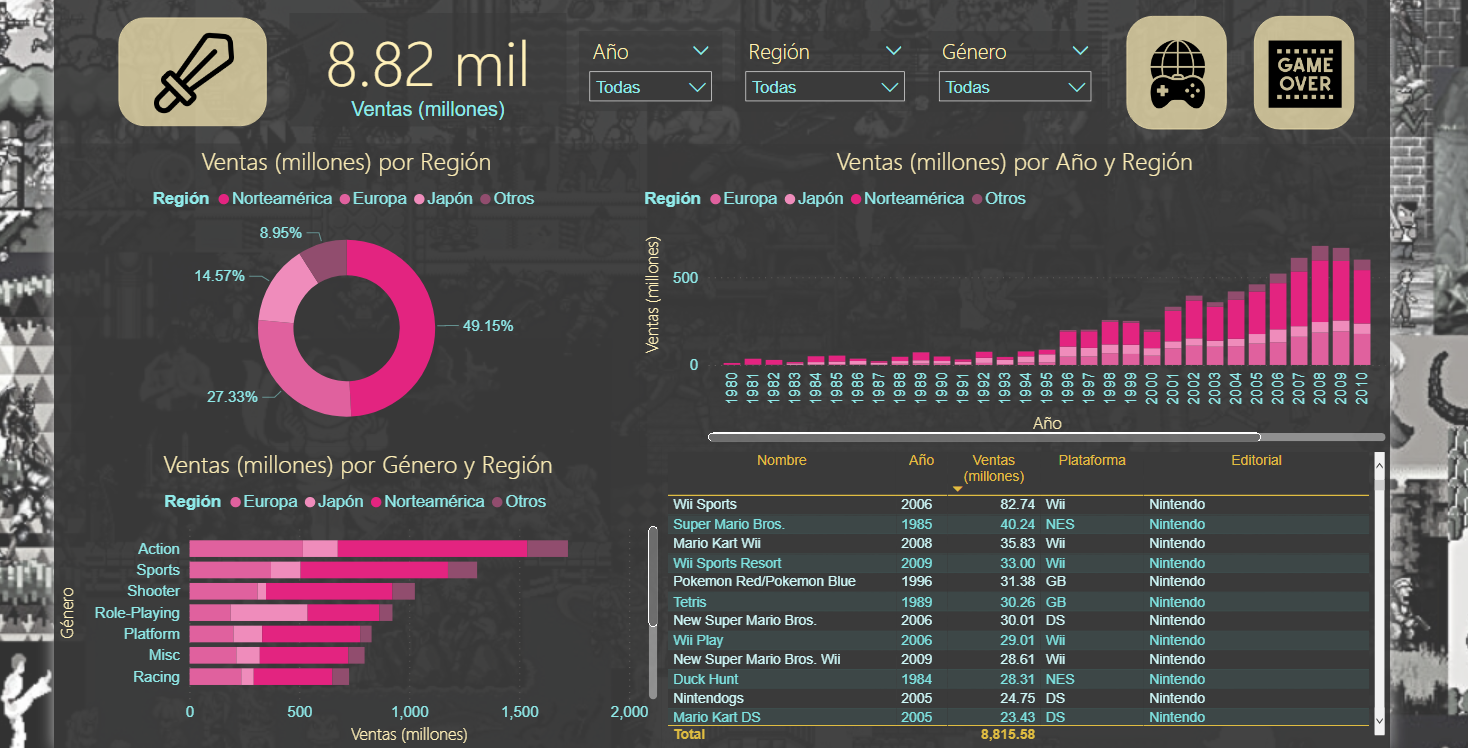 8.82 mil
Ventas (millones)
Año
Todas
Región
Todas
Género
Todas
GAME
OVER
Ventas (millones) por Región
Región Norteamérica Europa Japón Otros
8.95%
14.57%
49.15%
27.33%
Ventas (millones) por Año y Región
Región Europa Japón Norteamérica Otros
Ventas (millones)
500
0
1980 1981 1982 1983 1984 1985 1986 1987 1988 1989 1990 1991 1992 1993 1994 1995 1996 1997 1998 1999 2000 2001 2002 2003 2004 2005 2006 2007 2008 2009 2010
Año
Ventas (millones) por Género y Región
Región Europa Japón Norteamérica Otros
Género
Action
Sports
Shooter
Role-Playing
Platform
Misc
Racing
0 500 1,000 1,500 2,000
Ventas (millones)
Nombre Año Ventas (millones) Plataforma Editorial
Wii Sports 2006 82.74 Wii Nintendo
Super Mario Bros. 1985 40.24 NES Nintendo
Mario Kart Wii 2008 35.83 Wii Nintendo
Wii Sports Resort 2009 33.00 Wii Nintendo
Pokemon Red/Pokemon Blue 1996 31.38 GB Nintendo
Tetris 1989 30.26 GB Nintendo
New Super Mario Bros. 2006 30.01 DS Nintendo
Wii Play 2006 29.01 Wii Nintendo
New Super Mario Bros. Wii 2009 28.61 Wii Nintendo
Duck Hunt 1984 28.31 NES Nintendo
Nintendogs 2005 24.75 DS Nintendo
Mario Kart DS 2005 23.43 DS Nintendo
Total 8,815.58